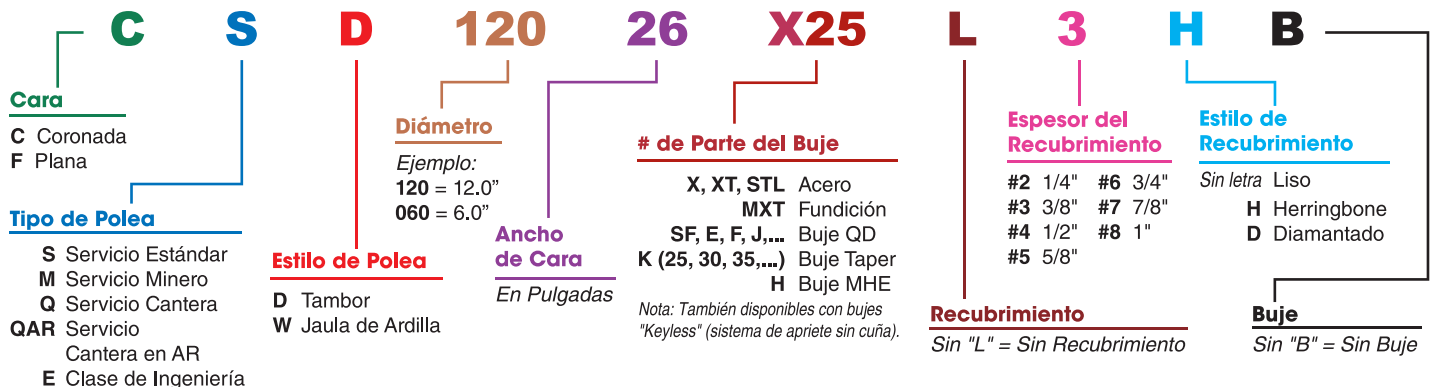 C S D 120 26 X25 L 3 H B
Cara
C Coronada
F Plana
Tipo de Polea
S Servicio Estándar
M Servicio Minero
Q Servicio Cantera
QAR Servicio
Cantera en AR
E Clase de Ingeniería
Estilo de Polea
D Tambor
W Jaula de Ardilla
Diámetro
Ejemplo:
120 = 12.0”
060 = 6.0”
Ancho
de Cara
En Pulgadas
# de Parte del Buje
X, XT, STL Acero
MXT Fundición
SF, E, F, J,... Buje QD
K (25, 30, 35,...) Buje Taper
H Buje MHE
Nota: También disponibles con bujes
"Keyless" (sistema de apriete sin cuña).
Recubrimiento
Sin "L" = Sin Recubrimiento
Espesor del
Recubrimiento
#2 1/4" #6 3/4"
#3 3/8" #7 7/8"
#4 1/2" #8 1"
#5 5/8"
Estilo de
Recubrimiento
Sin letra Liso
H Herringbone
D Diamantado
Buje
Sin "B" = Sin Buje